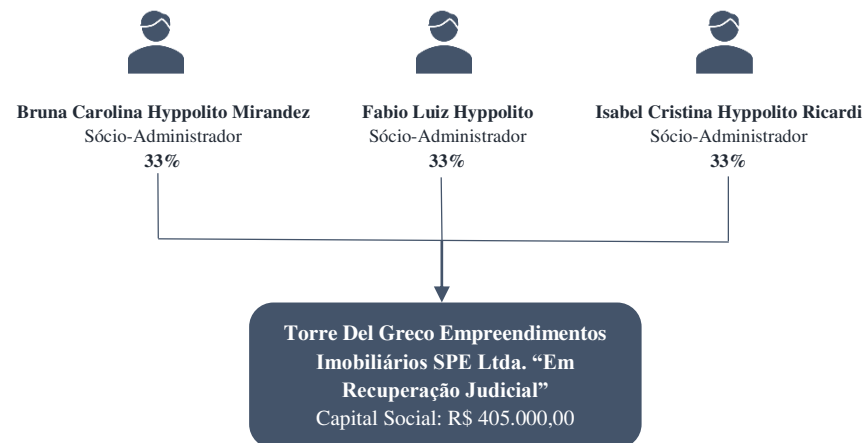 Bruna Carolina Hyppolito Mirandez
Sócio-Administrador
33%
Fabio Luiz Hyppolito
Sócio-Administrador
33%
Isabel Cristina Hyppolito Ricardi
Sócio-Administrador
33%
Torre Del Greco Empreendimentos
Imobiliários SPE Ltda. “Em
Recuperação Judicial”
Capital Social: R$ 405.000,00